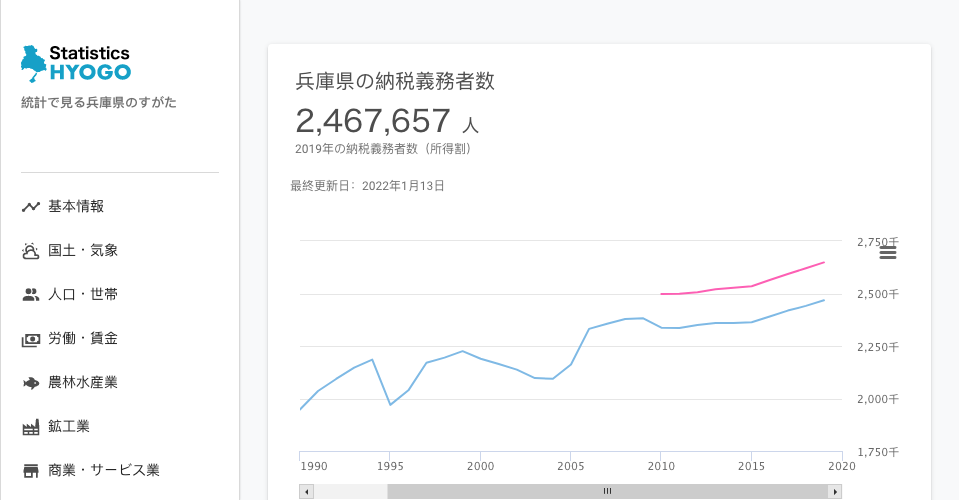 Statistics
HYOGO
統計で見る兵庫県のすがた
基本情報
国土・気象
人口・世帯
労働・賃金
農林水産業
鉱工業
商業・サービス業
兵庫県の納税義務者数
2,467,657 人
2019年の納税義務者数（所得割）
最終更新日： 2022年1月13日
2,750千
2,500千
2,250千
2,000千
1,750千
1990 1995 2000 2005 2010 2015 2020